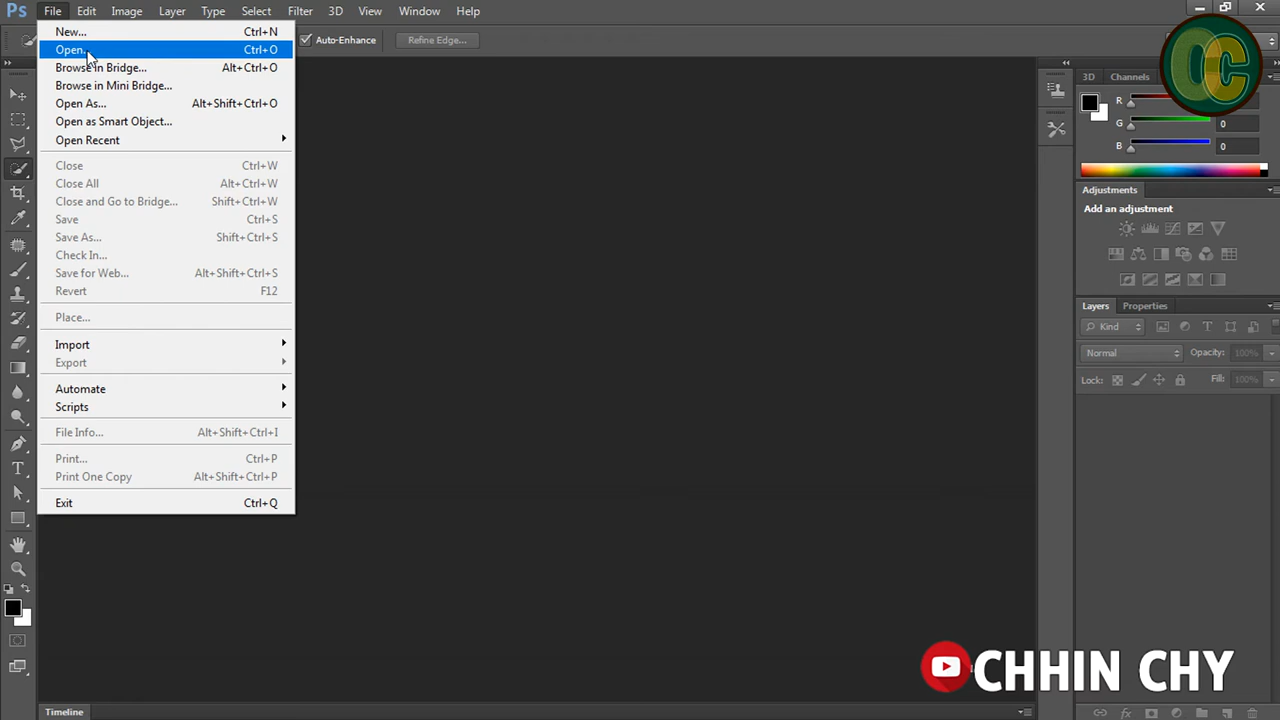 Ps File Edit Image Layer Type Select Filter 3D View Window Help
Auto-Enhance Refine Edge...
New... Ctrl+N
Open... Ctrl+O
Browse in Bridge... Alt+Ctrl+O
Browse in Mini Bridge...
Open As... Alt+Shift+Ctrl+O
Open as Smart Object...
Open Recent
Close Ctrl+W
Close All Alt+Ctrl+W
Close and Go to Bridge... Shift+Ctrl+W
Save Ctrl+S
Save As... Shift+Ctrl+S
Check In...
Save for Web... Alt+Shift+Ctrl+S
Revert F12
Place...
Import
Export
Automate
Scripts
File Info... Alt+Shift+Ctrl+I
Print... Ctrl+P
Print One Copy Alt+Shift+Ctrl+P
Exit Ctrl+Q
OC
3D Channels
R
G 0
B 0
Adjustments
Add an adjustment
Layers Properties
Kind
Normal Opacity: 100%
Lock: Fill: 100%
CHHIN CHY
Timeline